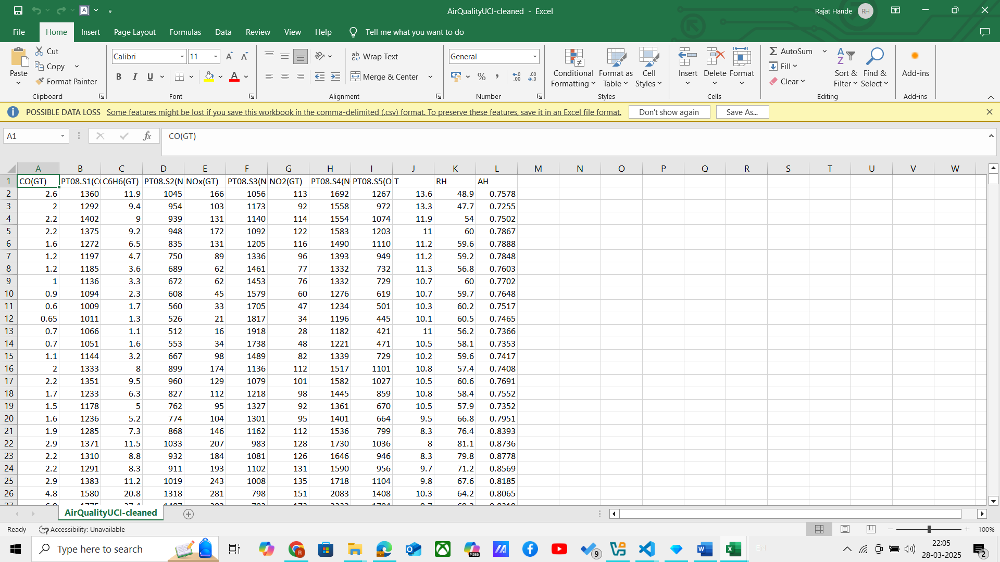 AirQualityUCI-cleaned - Excel
Rajat Hande RH
File Home Insert Page Layout Formulas Data Review View Help Tell me what you want to do
Paste
Cut
Copy
Format Painter
Clipboard
Calibri 11
B I U
Font
Wrap Text
Merge & Center
Alignment
General
Number
Conditional Formatting
Format as Table
Cell Styles
Styles
Insert Delete Format
Cells
AutoSum
Fill
Clear
Sort & Filter
Find & Select
Editing
Add-ins
Add-ins
POSSIBLE DATA LOSS Some features might be lost if you save this workbook in the comma-delimited (.csv) format. To preserve these features, save it in an Excel file format. Don't show again Save As...
A1 fx CO(GT)
A B C D E F G H I J K L M N O P Q R S T U V W
1 CO(GT) PT08.S1(C C6H6(GT) PT08.S2(N NOx(GT) PT08.S3(N NO2(GT) PT08.S4(N PT08.S5(O T RH AH
2 2.6 1360 11.9 1045 166 1056 113 1692 1267 13.6 48.9 0.7578
3 2 1292 9.4 954 103 1173 92 1558 972 13.3 47.7 0.7255
4 2.2 1402 9 939 131 1140 114 1554 1074 11.9 54 0.7502
5 2.2 1375 9.2 948 172 1092 122 1583 1203 11 60 0.7867
6 1.6 1272 6.5 835 131 1205 116 1490 1110 11.2 59.6 0.7888
7 1.2 1197 4.7 750 89 1336 96 1393 949 11.2 59.2 0.7848
8 1.2 1185 3.6 689 62 1461 77 1332 732 11.3 56.8 0.7603
9 1 1136 3.3 672 62 1453 76 1332 729 10.7 60 0.7702
10 0.9 1094 2.3 608 45 1579 60 1276 619 10.7 59.7 0.7648
11 0.6 1009 1.7 560 33 1705 47 1234 501 10.3 60.2 0.7517
12 0.65 1011 1.3 526 21 1817 34 1196 445 10.1 60.5 0.7465
13 0.7 1066 1.1 512 16 1918 28 1182 421 11 56.2 0.7366
14 0.7 1051 1.6 553 34 1738 48 1221 471 10.5 58.1 0.7353
15 1.1 1144 3.2 667 98 1489 82 1339 729 10.2 59.6 0.7417
16 2 1333 8 899 174 1136 112 1517 1101 10.8 57.4 0.7408
17 2.2 1351 9.5 960 129 1079 101 1582 1027 10.5 60.6 0.7691
18 1.7 1233 6.3 827 112 1218 98 1445 859 10.8 58.4 0.7552
19 1.5 1178 5 762 95 1327 92 1361 670 10.5 57.9 0.7352
20 1.6 1236 5.2 774 104 1301 95 1401 664 9.5 66.8 0.7951
21 1.9 1285 7.3 868 146 1162 112 1536 799 8.3 76.4 0.8393
22 2.9 1371 11.5 1033 207 983 128 1730 1036 8 81.1 0.8736
23 2.2 1310 8.8 932 184 1081 126 1646 946 8.3 79.8 0.8778
24 2.2 1291 8.3 911 193 1102 131 1590 956 9.7 71.2 0.8569
25 2.9 1383 11.2 1019 243 1008 135 1718 1104 9.8 67.6 0.8185
26 4.8 1580 20.8 1318 281 798 151 2083 1408 10.3 64.2 0.8065
AirQualityUCI-cleaned
Ready Accessibility: Unavailable 100%
Type here to search
M365
9
22:05
28-03-2025
2